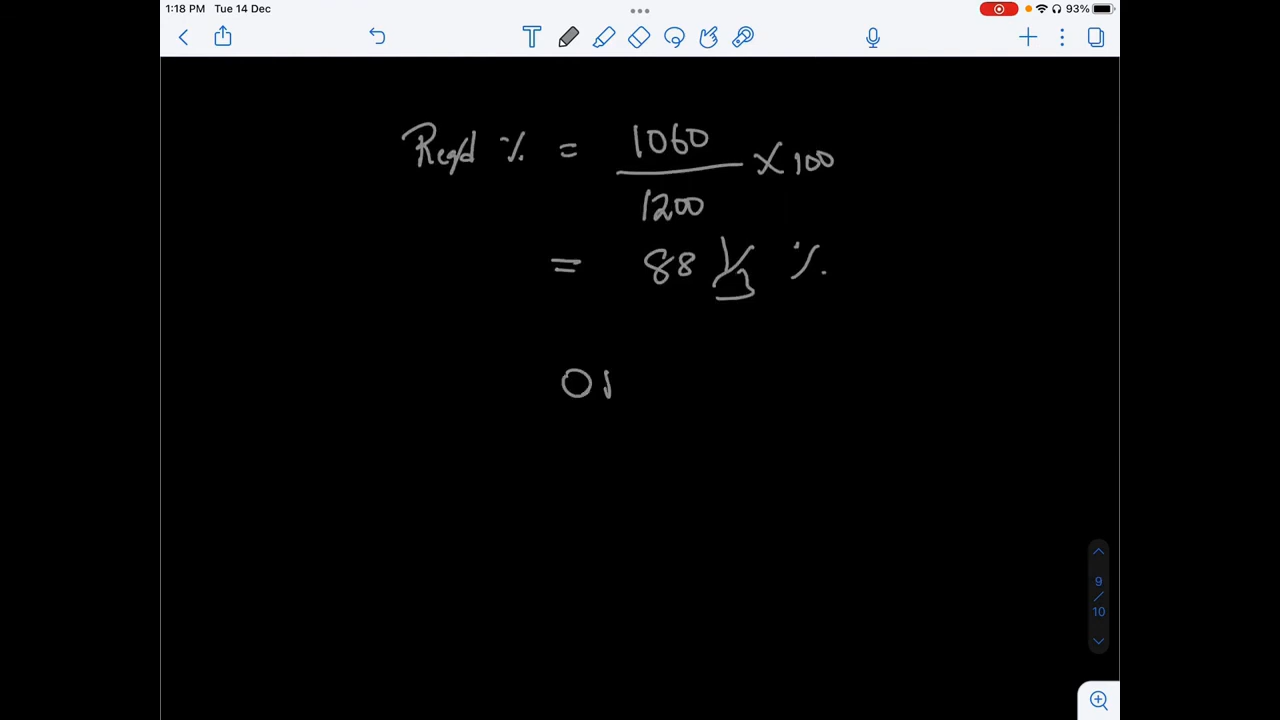 1:18 PM Tue 14 Dec
93%
Reqd % = 1060 / 1200 × 100
= 88 1/3 %
9 / 10